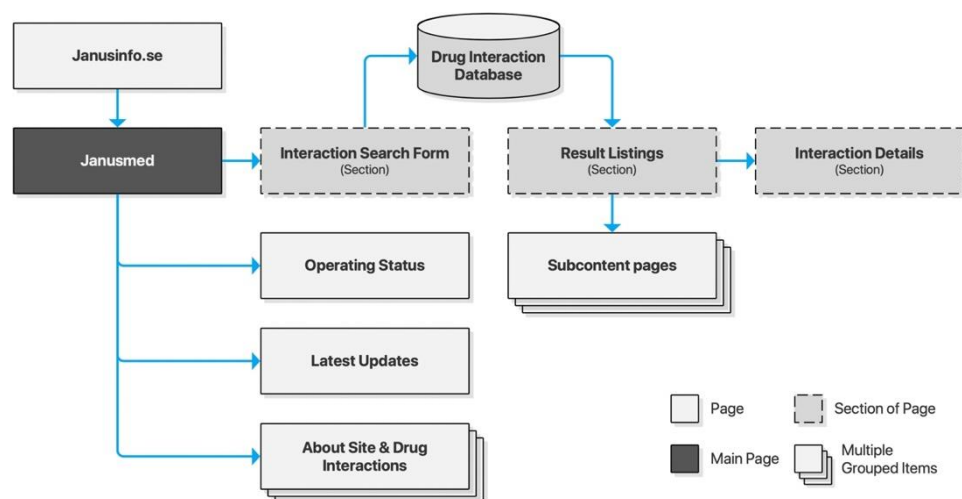 Janusinfo.se
Drug Interaction
Database
Janusmed
Interaction Search Form
(Section)
Result Listings
(Section)
Interaction Details
(Section)
Operating Status
Subcontent pages
Latest Updates
About Site & Drug
Interactions
Page
Section of Page
Main Page
Multiple
Grouped Items